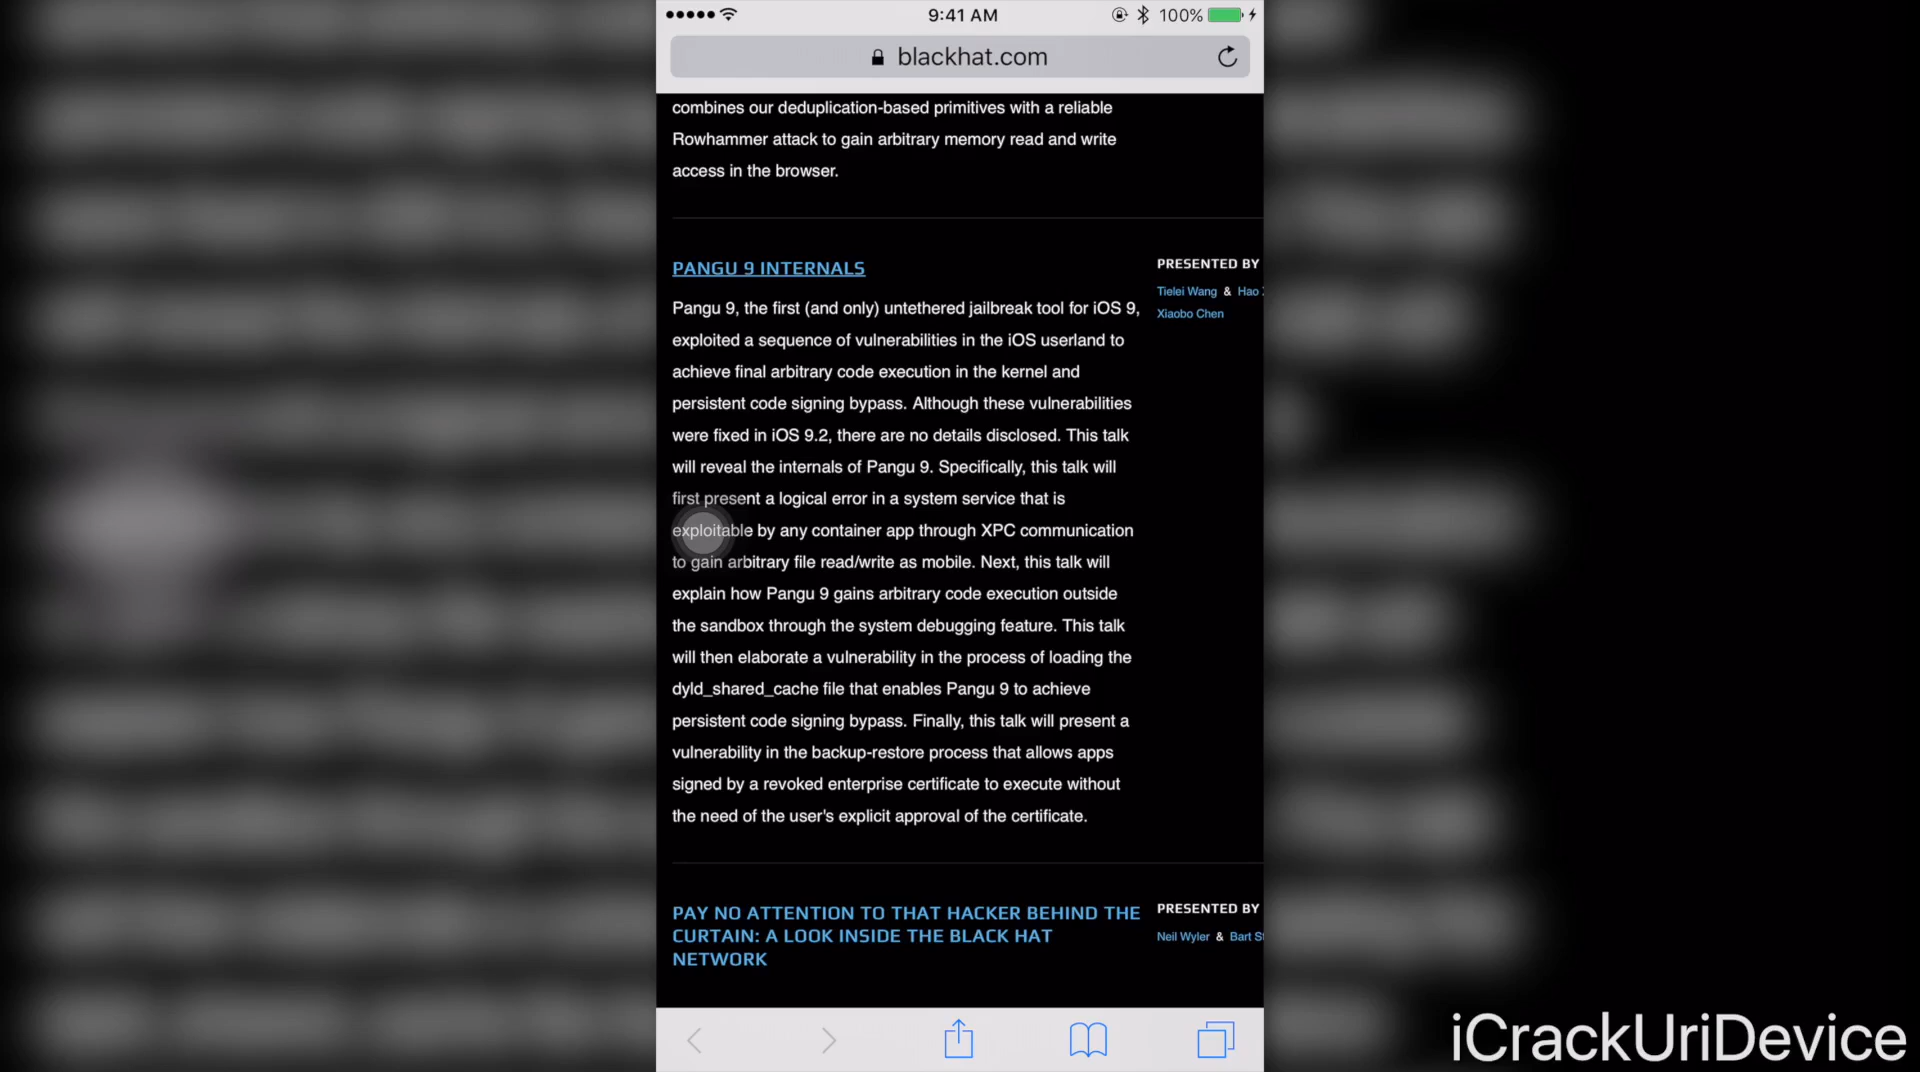 9:41 AM
100%
blackhat.com
combines our deduplication-based primitives with a reliable
Rowhammer attack to gain arbitrary memory read and write
access in the browser.
PANGU 9 INTERNALS
Pangu 9, the first (and only) untethered jailbreak tool for iOS 9,
exploited a sequence of vulnerabilities in the iOS userland to
achieve final arbitrary code execution in the kernel and
persistent code signing bypass. Although these vulnerabilities
were fixed in iOS 9.2, there are no details disclosed. This talk
will reveal the internals of Pangu 9. Specifically, this talk will
first present a logical error in a system service that is
exploitable by any container app through XPC communication
to gain arbitrary file read/write as mobile. Next, this talk will
explain how Pangu 9 gains arbitrary code execution outside
the sandbox through the system debugging feature. This talk
will then elaborate a vulnerability in the process of loading the
dyld_shared_cache file that enables Pangu 9 to achieve
persistent code signing bypass. Finally, this talk will present a
vulnerability in the backup-restore process that allows apps
signed by a revoked enterprise certificate to execute without
the need of the user's explicit approval of the certificate.
PRESENTED BY
Tielei Wang & Hao
Xiaobo Chen
PAY NO ATTENTION TO THAT HACKER BEHIND THE
CURTAIN: A LOOK INSIDE THE BLACK HAT
NETWORK
PRESENTED BY
Neil Wyler & Bart
iCrackUriDevice